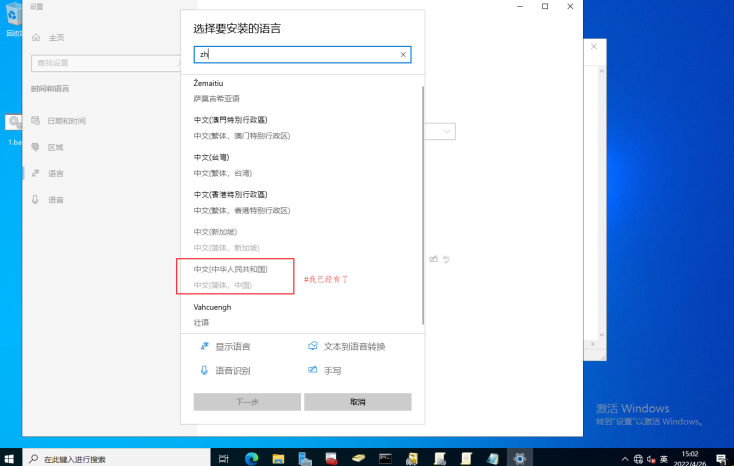 设置
选择要安装的语言
主页
zh
查找设置
Žemaitiu
萨莫吉希亚语
时间和语言
中文(澳門特別行政區)
中文(繁体，澳门特别行政区)
日期和时间
中文(台灣)
中文(繁体，台湾)
区域
语言
中文(香港特別行政區)
中文(繁体，香港特别行政区)
语音
中文(新加坡)
中文(简体，新加坡)
中文(中华人民共和国)
中文(简体，中国)
#我已经有了
Vahcuengh
壮语
显示语言
文本到语音转换
语音识别
手写
下一步
取消
激活 Windows
转到"设置"以激活 Windows。
在此键入进行搜索
英
15:02
2022/4/26